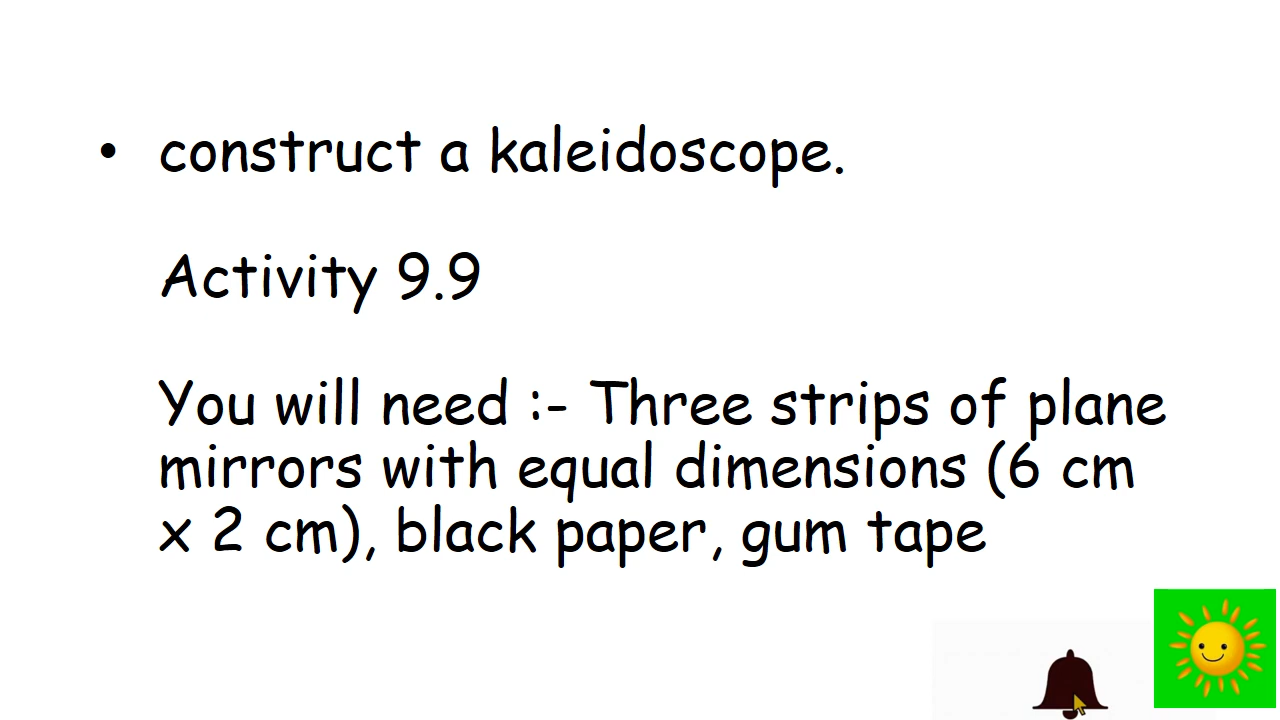 • construct a kaleidoscope.
Activity 9.9
You will need :- Three strips of plane
mirrors with equal dimensions (6 cm
x 2 cm), black paper, gum tape